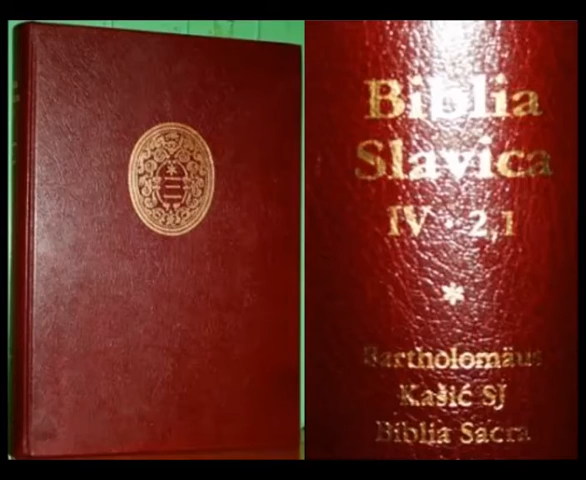 Biblia
Slavica
IV · 2,1
*
Bartholomäus
Kašić SJ
Biblia Sacra